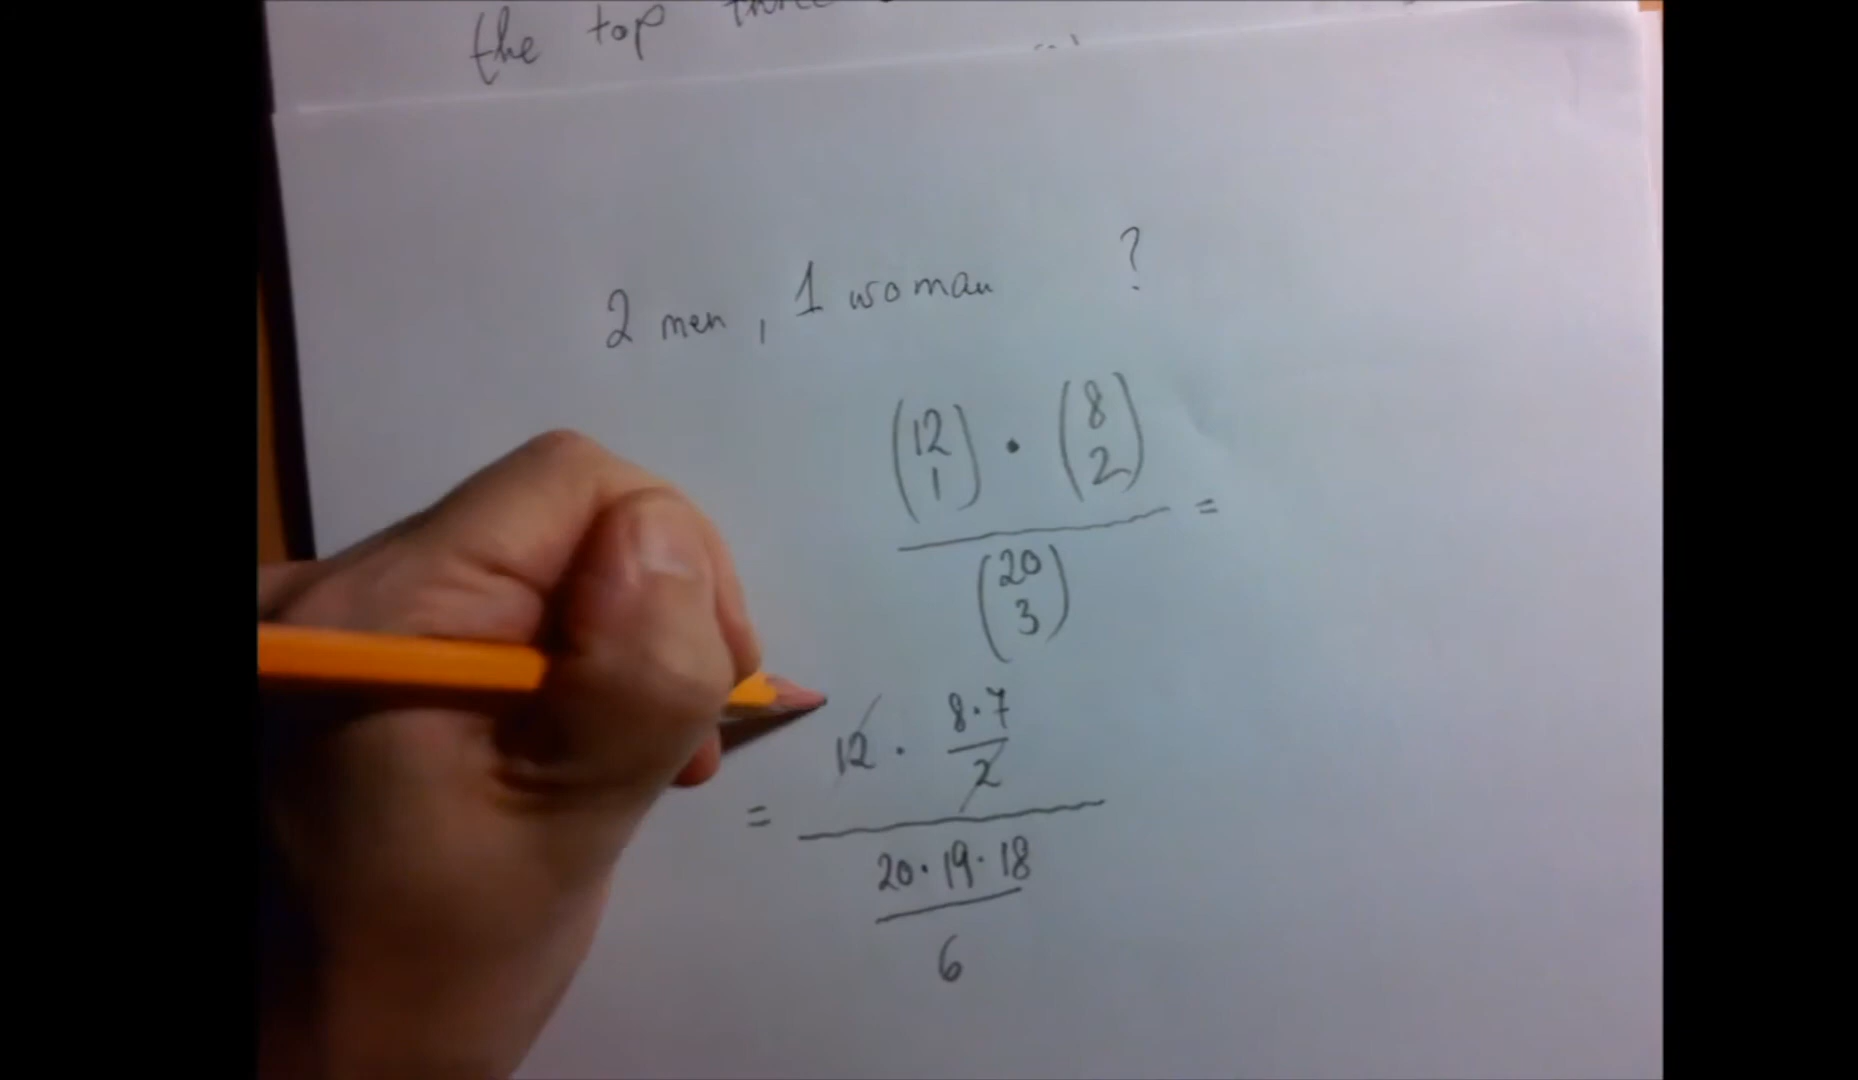 the top three
2 men, 1 woman ?
(12 1) · (8 2) =
(20 3)
= 12 · 8·7
2
20·19·18
6